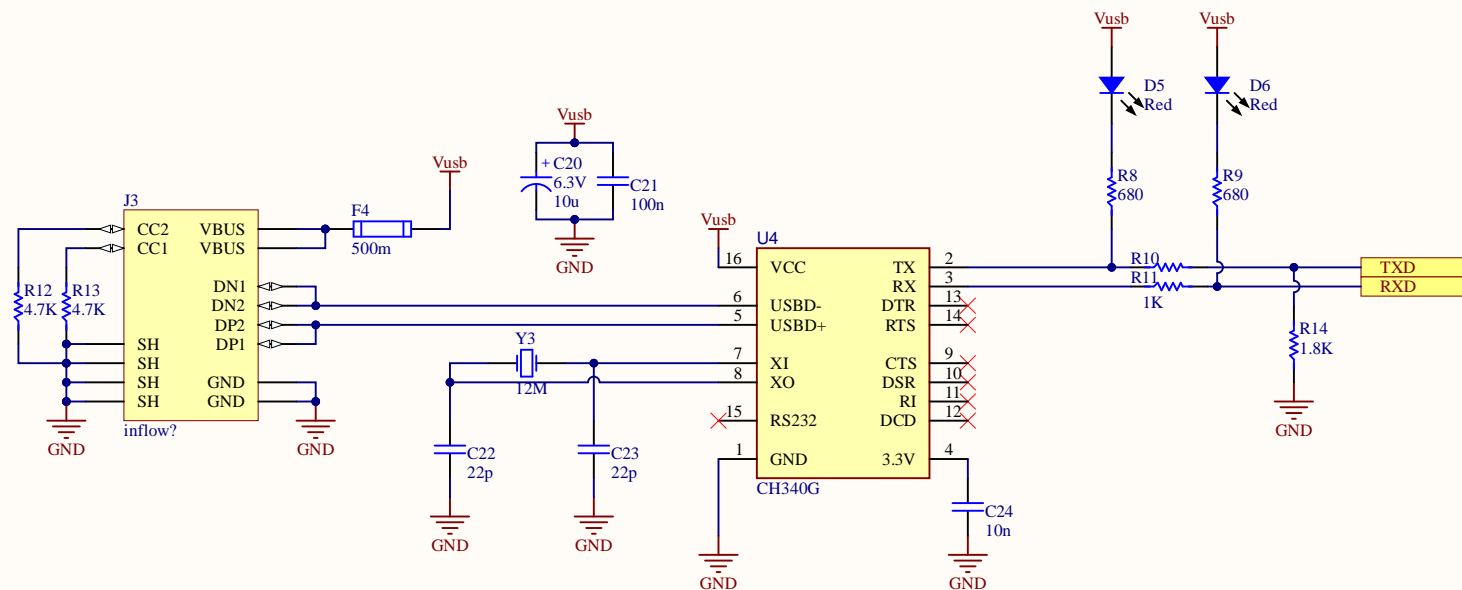 Vusb
Vusb
D5
Red
D6
Red
Vusb
C20
6.3V
10u
+
C21
100n
GND
Vusb
R8
680
R9
680
J3
CC2
CC1
VBUS
VBUS
F4
500m
DN1
DN2
DP2
DP1
R12
4.7K
R13
4.7K
SH
SH
SH
SH
GND
GND
GND
GND
inflow?
Vusb
U4
16
VCC
TX
2
RX
3
6
USBD-
DTR
13
5
USBD+
RTS
14
7
XI
CTS
9
8
XO
DSR
10
RI
11
15
RS232
DCD
12
1
GND
3.3V
4
CH340G
Y3
12M
C22
22p
C23
22p
GND
GND
GND
C24
10n
GND
R10
R11
1K
TXD
RXD
R14
1.8K
GND